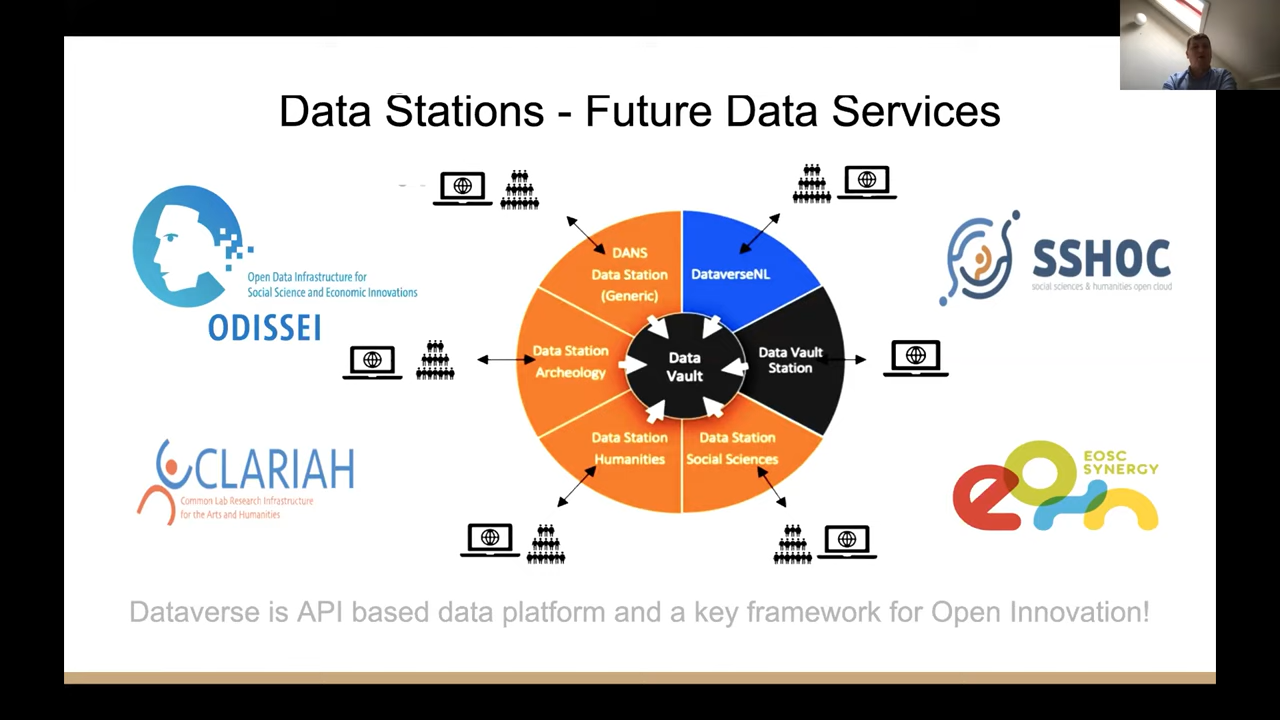 Data Stations - Future Data Services
DANS
Data Station
(Generic)
DataverseNL
Open Data Infrastructure for
Social Science and Economic Innovations
ODISSEI
SSHOC
social sciences & humanities open cloud
Data Station
Archeology
Data
Vault
Data Vault
Station
Data Station
Humanities
Data Station
Social Sciences
CLARIAH
Common Lab Research Infrastructure
for the Arts and Humanities
EOSC
SYNERGY
Dataverse is API based data platform and a key framework for Open Innovation!